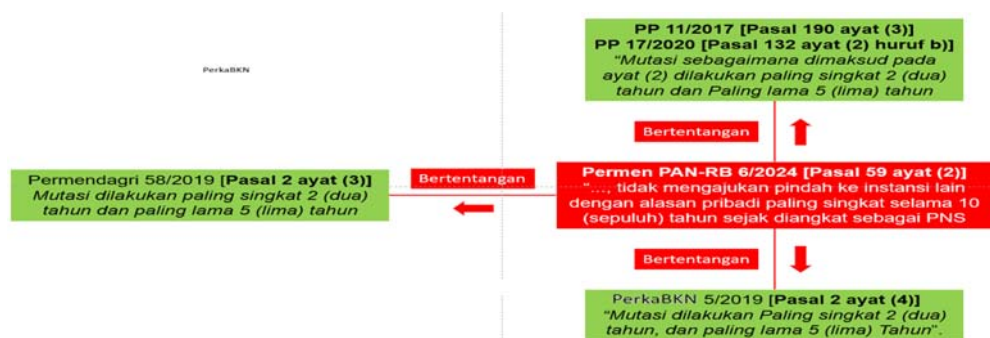 PP 11/2017 [Pasal 190 ayat (3)]
PP 17/2020 [Pasal 132 ayat (2) huruf b)]
“Mutasi sebagaimana dimaksud pada
ayat (2) dilakukan paling singkat 2 (dua)
tahun dan Paling lama 5 (lima) tahun
PerkaBKN
Bertentangan
Permendagri 58/2019 [Pasal 2 ayat (3)]
Mutasi dilakukan paling singkat 2 (dua)
tahun dan paling lama 5 (lima) tahun
Bertentangan
Permen PAN-RB 6/2024 [Pasal 59 ayat (2)]
“..., tidak mengajukan pindah ke instansi lain
dengan alasan pribadi paling singkat selama 10
(sepuluh) tahun sejak diangkat sebagai PNS
Bertentangan
PerkaBKN 5/2019 [Pasal 2 ayat (4)]
“Mutasi dilakukan Paling singkat 2 (dua)
tahun, dan paling lama 5 (lima) Tahun”.